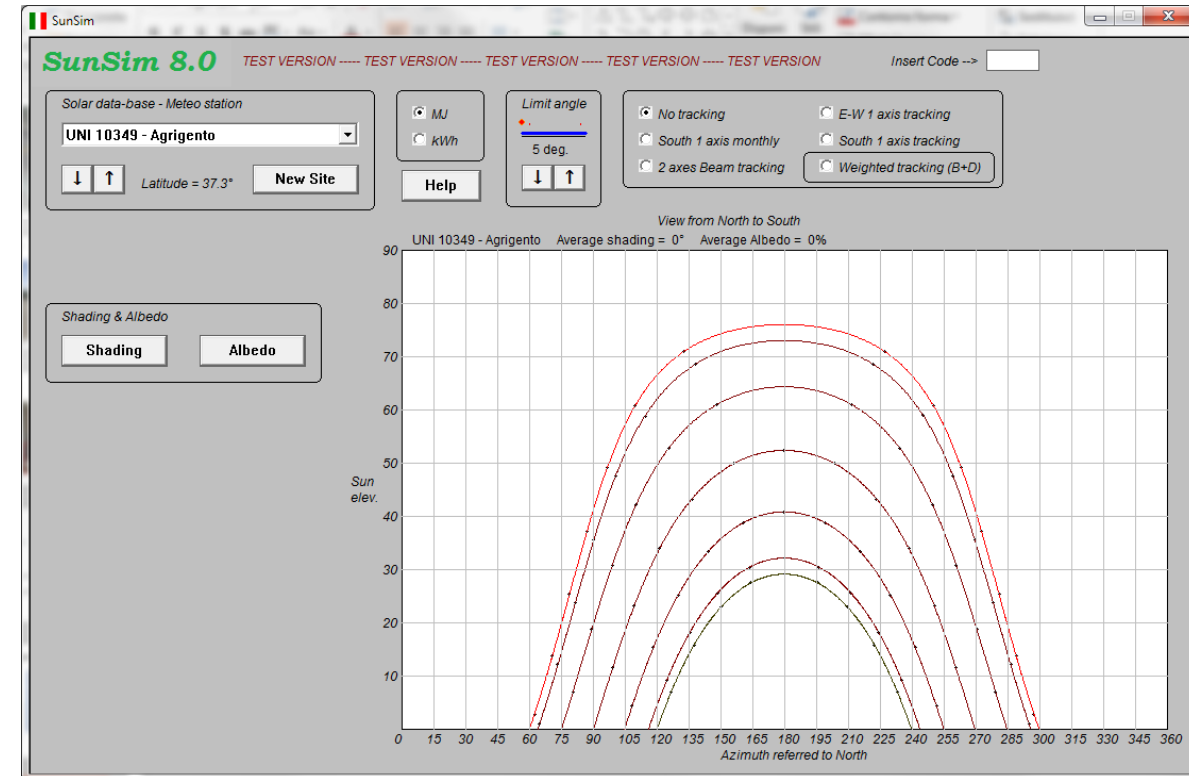 SunSim
SunSim 8.0
TEST VERSION ----- TEST VERSION ----- TEST VERSION ----- TEST VERSION ----- TEST VERSION
Insert Code -->
Solar data-base - Meteo station
UNI 10349 - Agrigento
↓ ↑
Latitude = 37.3°
New Site
MJ
kWh
Help
Limit angle
5 deg.
↓ ↑
No tracking
E-W 1 axis tracking
South 1 axis monthly
South 1 axis tracking
2 axes Beam tracking
Weighted tracking (B+D)
Shading & Albedo
Shading
Albedo
View from North to South
UNI 10349 - Agrigento Average shading = 0° Average Albedo = 0%
90
80
70
60
50
Sun
elev.
40
30
20
10
0 15 30 45 60 75 90 105 120 135 150 165 180 195 210 225 240 255 270 285 300 315 330 345 360
Azimuth referred to North